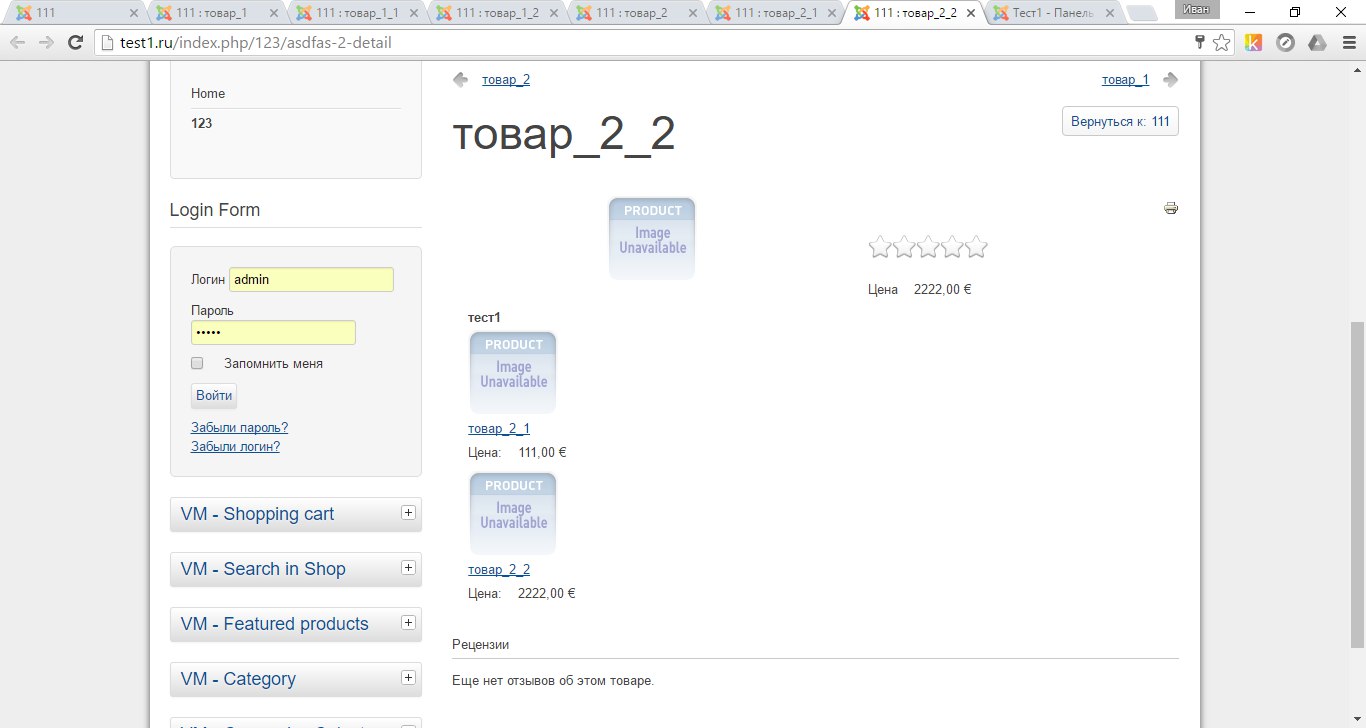 111
111 : товар_1
111 : товар_1_1
111 : товар_1_2
111 : товар_2
111 : товар_2_1
111 : товар_2_2
Тест1 - Панель
Иван
test1.ru/index.php/123/asdfas-2-detail
Home
123
товар_2
товар_1
товар_2_2
Вернуться к: 111
PRODUCT
Image
Unavailable
Цена 2222,00 €
Login Form
Логин admin
Пароль
•••••
Запомнить меня
Войти
Забыли пароль?
Забыли логин?
тест1
PRODUCT
Image
Unavailable
товар_2_1
Цена: 111,00 €
PRODUCT
Image
Unavailable
товар_2_2
Цена: 2222,00 €
VM - Shopping cart
VM - Search in Shop
VM - Featured products
VM - Category
Рецензии
Еще нет отзывов об этом товаре.